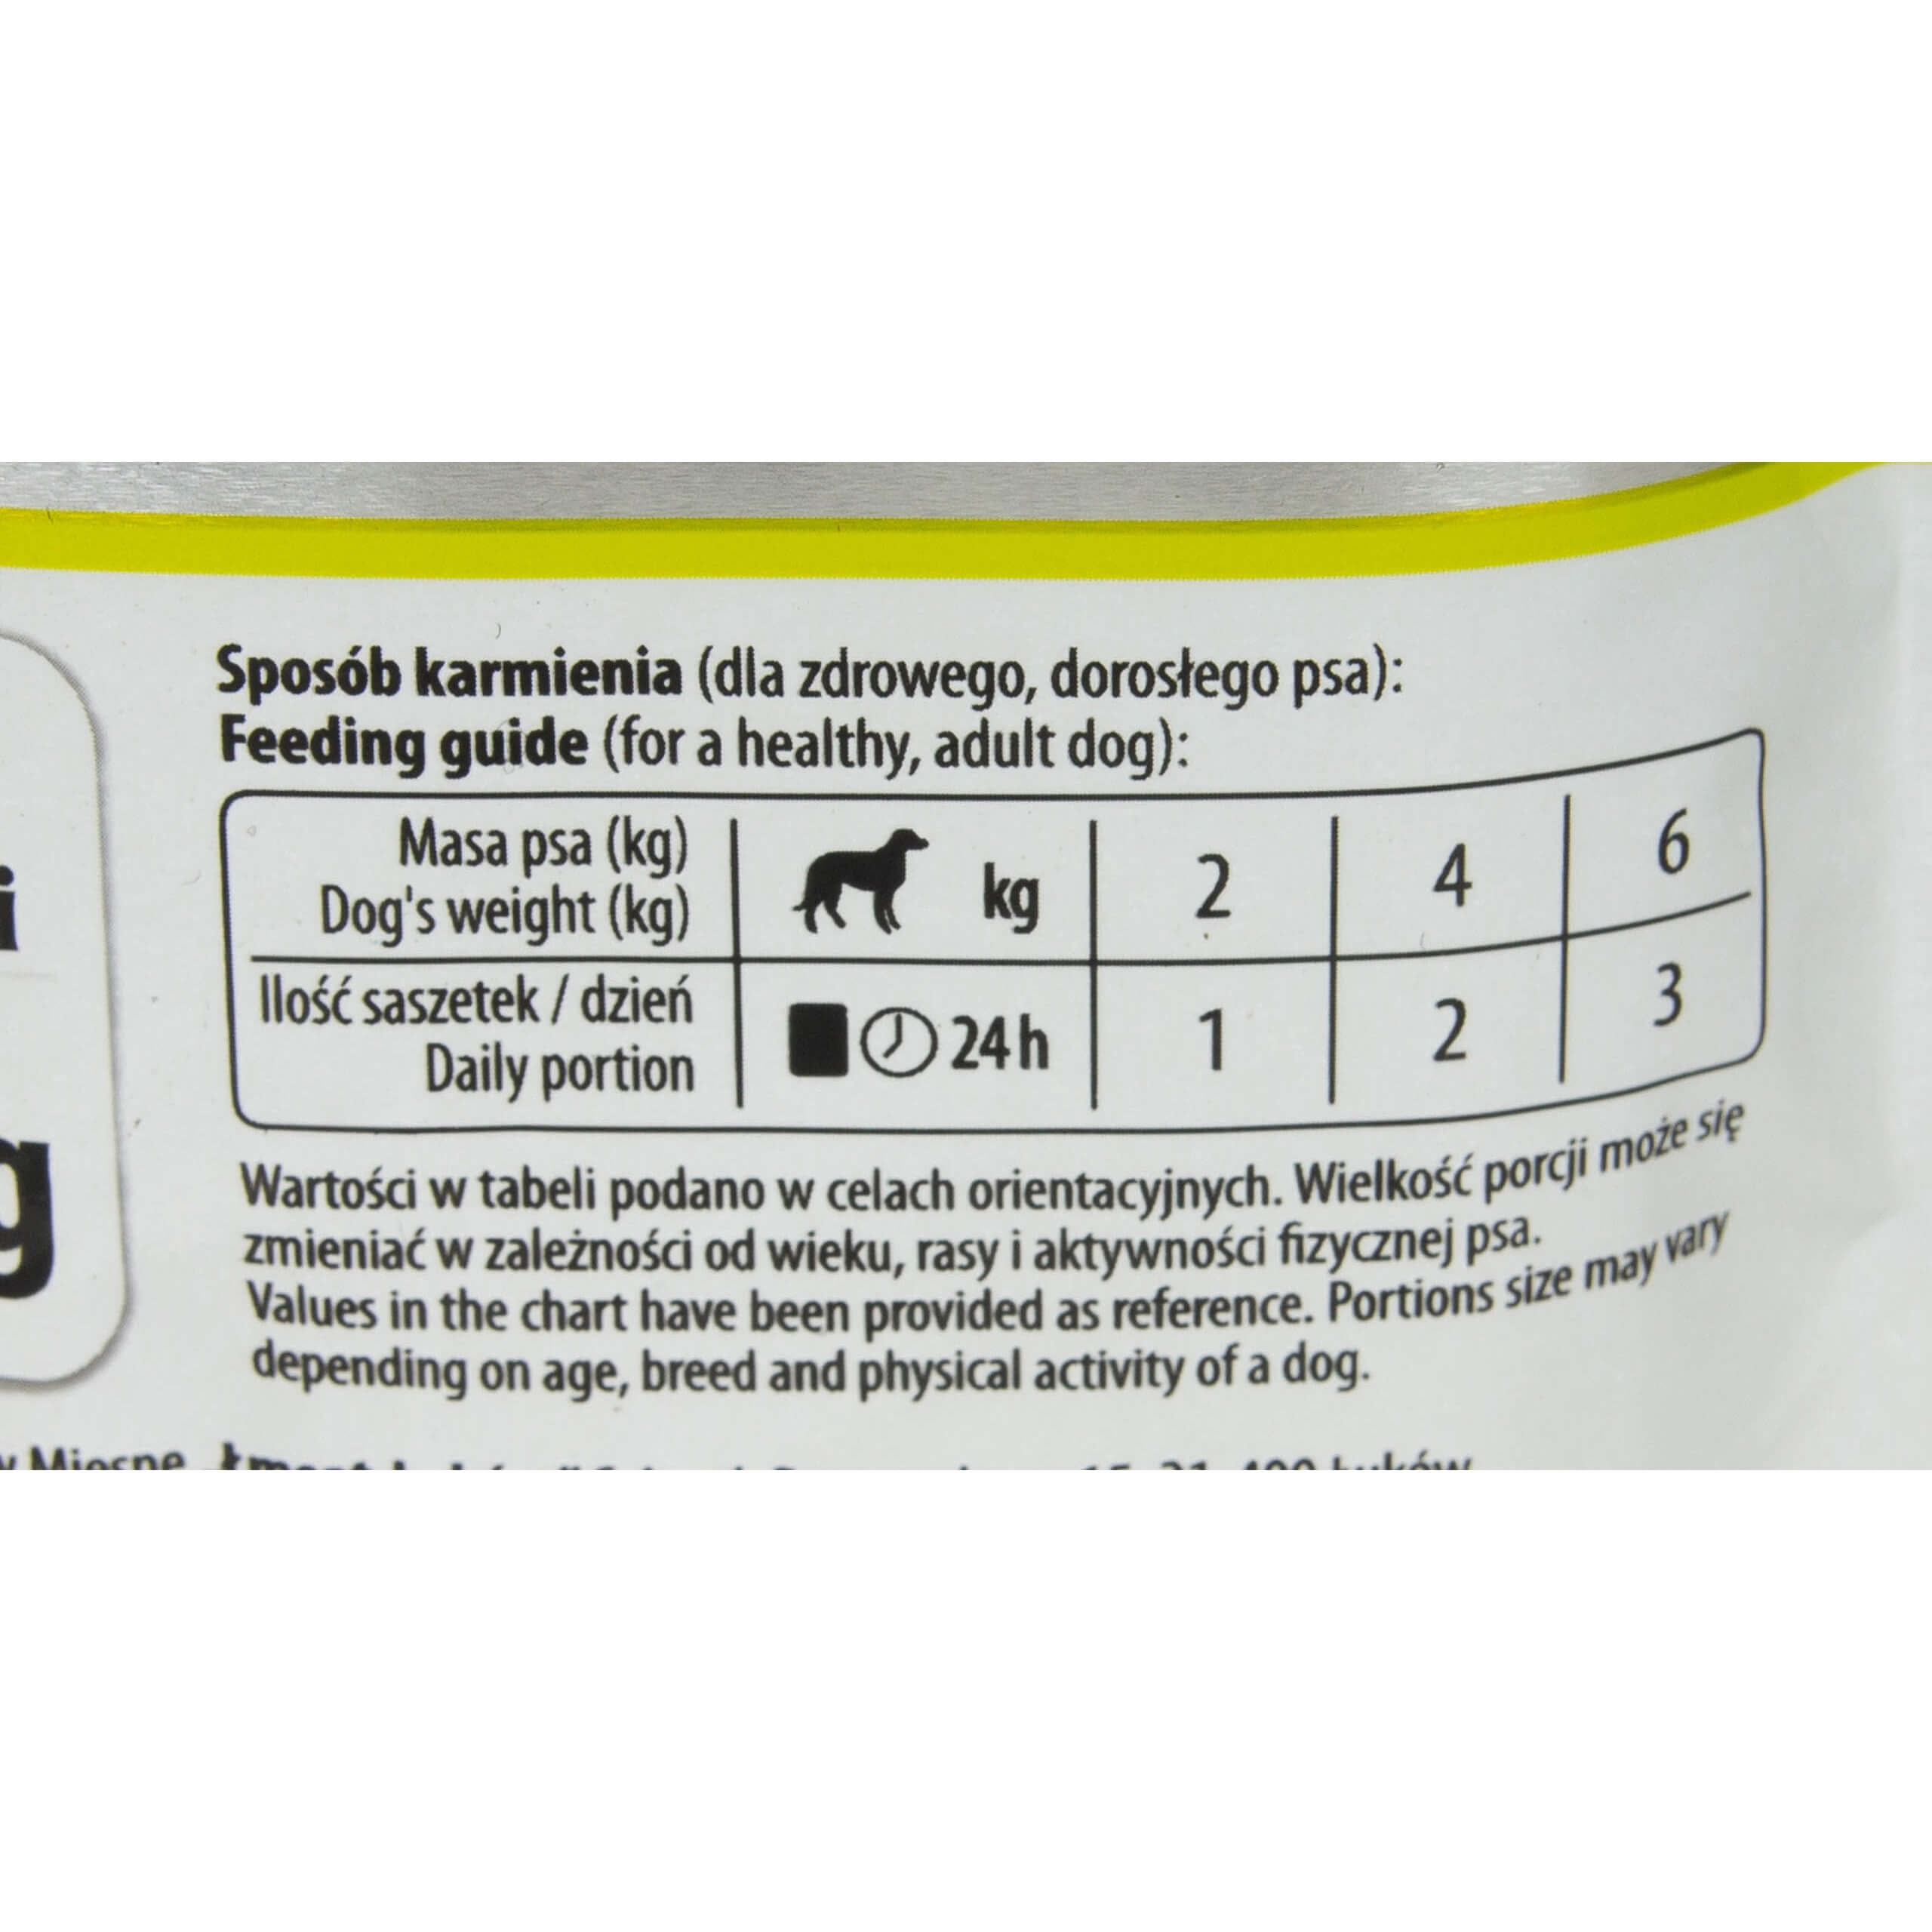 Sposób karmienia (dla zdrowego, dorosłego psa):
Feeding guide (for a healthy, adult dog):
Masa psa (kg)
Dog's weight (kg)
kg 2 4 6
Ilość saszetek / dzień
Daily portion
24 h 1 2 3
Wartości w tabeli podano w celach orientacyjnych. Wielkość porcji może się
zmieniać w zależności od wieku, rasy i aktywności fizycznej psa.
Values in the chart have been provided as reference. Portions size may vary
depending on age, breed and physical activity of a dog.
i
g